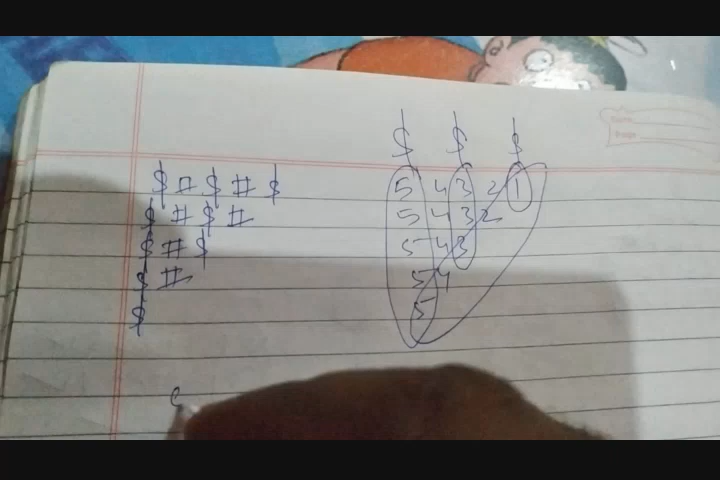 $ $ $
$ # $ # $ 5 4 3 2 1
$ # $ # 5 4 3 2
$ # $ 5 4 3
$ # 5 4
$ 5